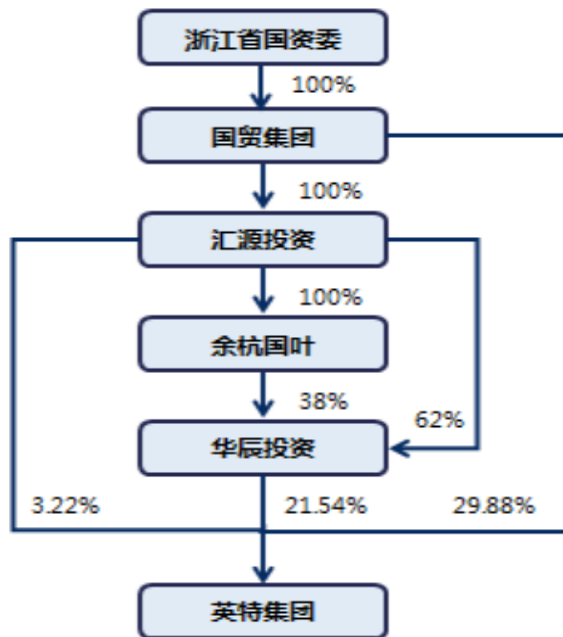 浙江省国资委
100%
国贸集团
100%
汇源投资
100%
余杭国叶
38%
62%
华辰投资
3.22%
21.54%
29.88%
英特集团